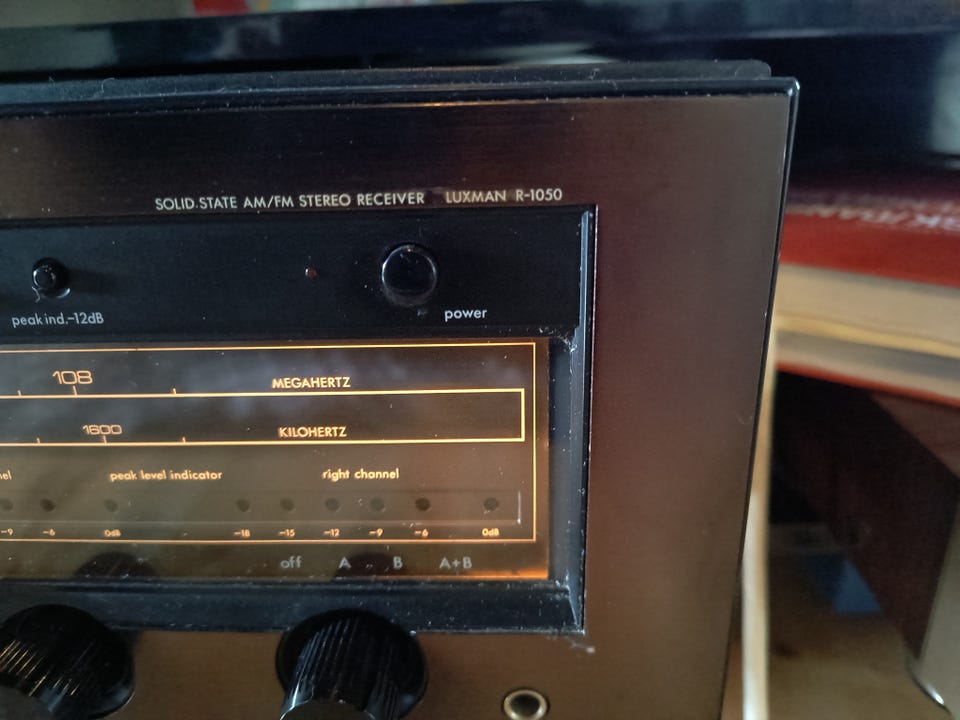 SOLID.STATE AM/FM STEREO RECEIVER LUXMAN R-1050
peak ind.-12dB
power
108 MEGAHERTZ
1600 KILOHERTZ
peak level indicator right channel
-9 -6 0dB -18 -15 -12 -9 -6 0dB
off A B A+B